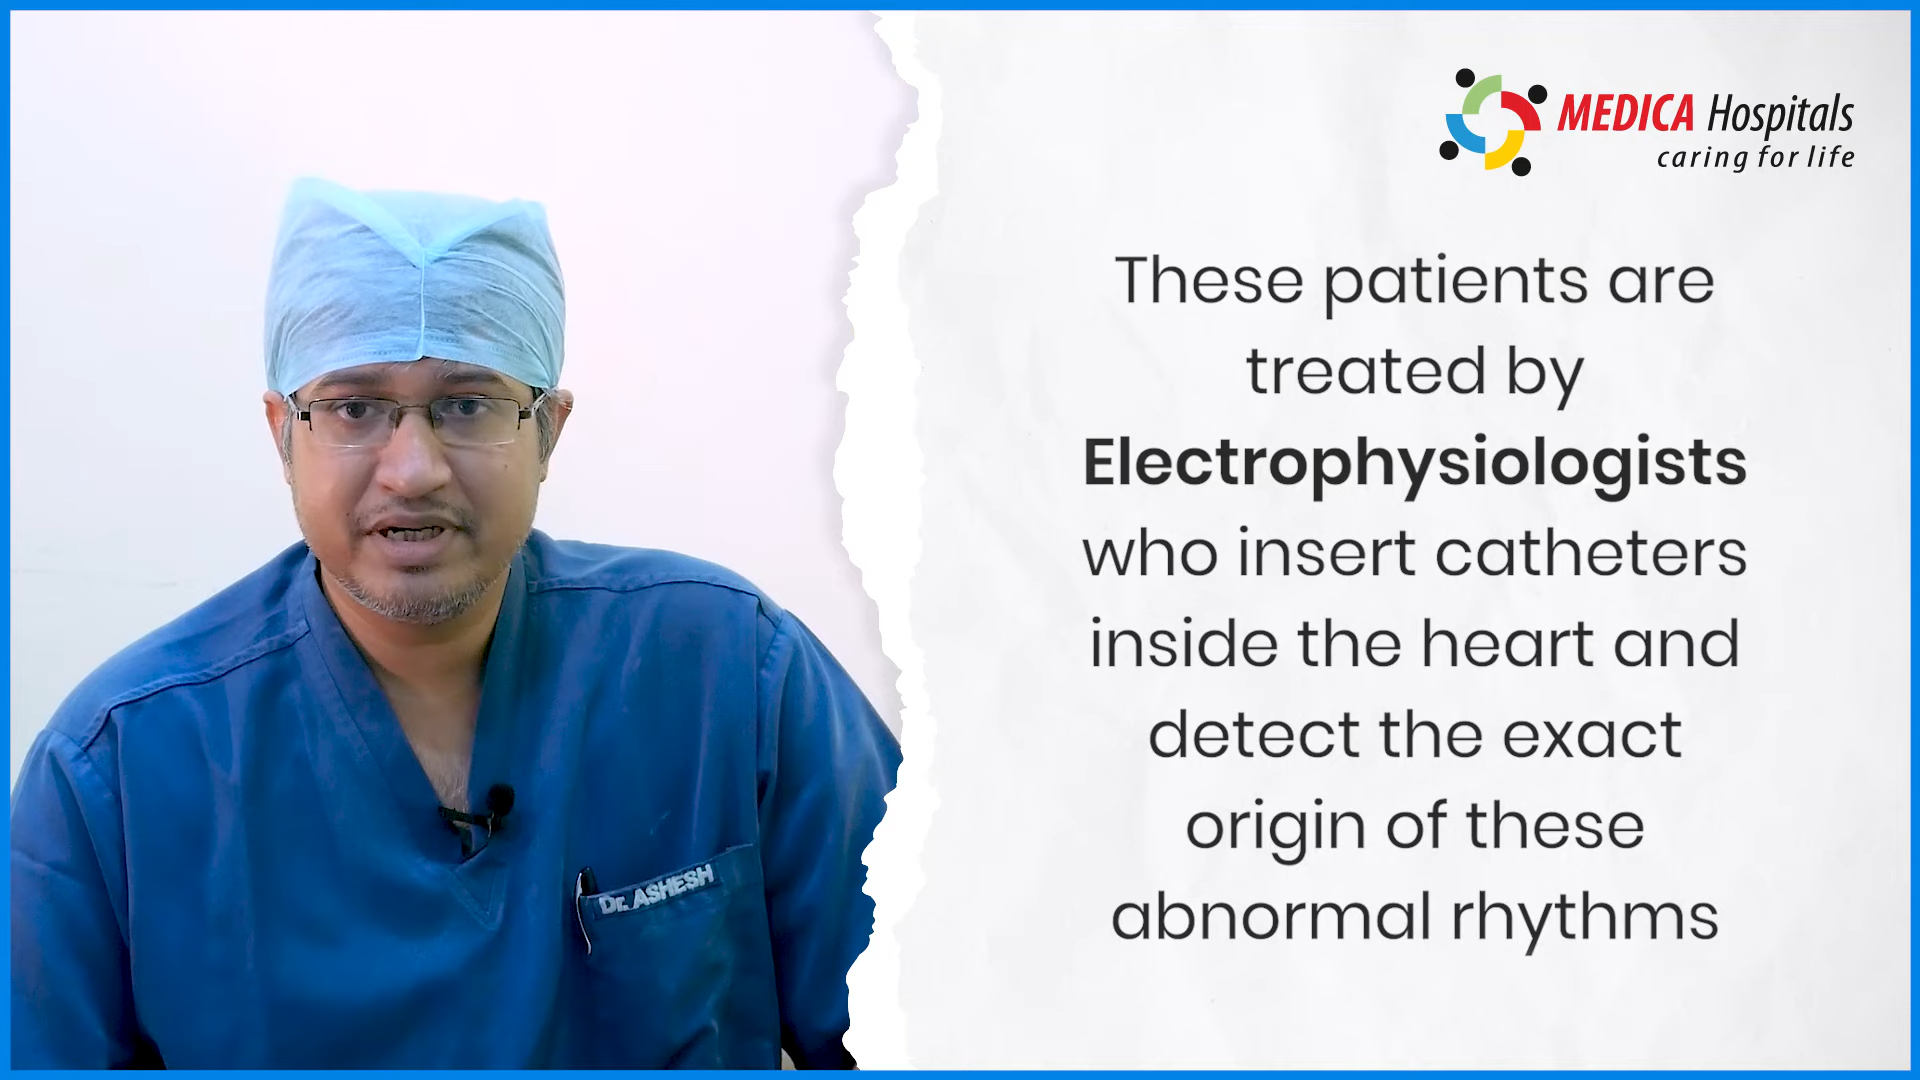 MEDICA Hospitals
caring for life
These patients are
treated by
Electrophysiologists
who insert catheters
inside the heart and
detect the exact
origin of these
abnormal rhythms
Dr. ASHESH